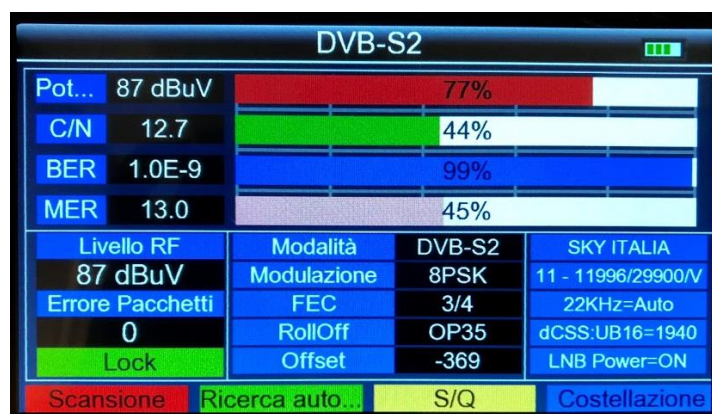 DVB-S2
Pot... 87 dBuV 77%
C/N 12.7 44%
BER 1.0E-9 99%
MER 13.0 45%
Livello RF Modalità DVB-S2 SKY ITALIA
87 dBuV Modulazione 8PSK 11 - 11996/29900/V
Errore Pacchetti FEC 3/4 22KHz=Auto
0 RollOff OP35 dCSS:UB16=1940
Lock Offset -369 LNB Power=ON
Scansione Ricerca auto... S/Q Costellazione